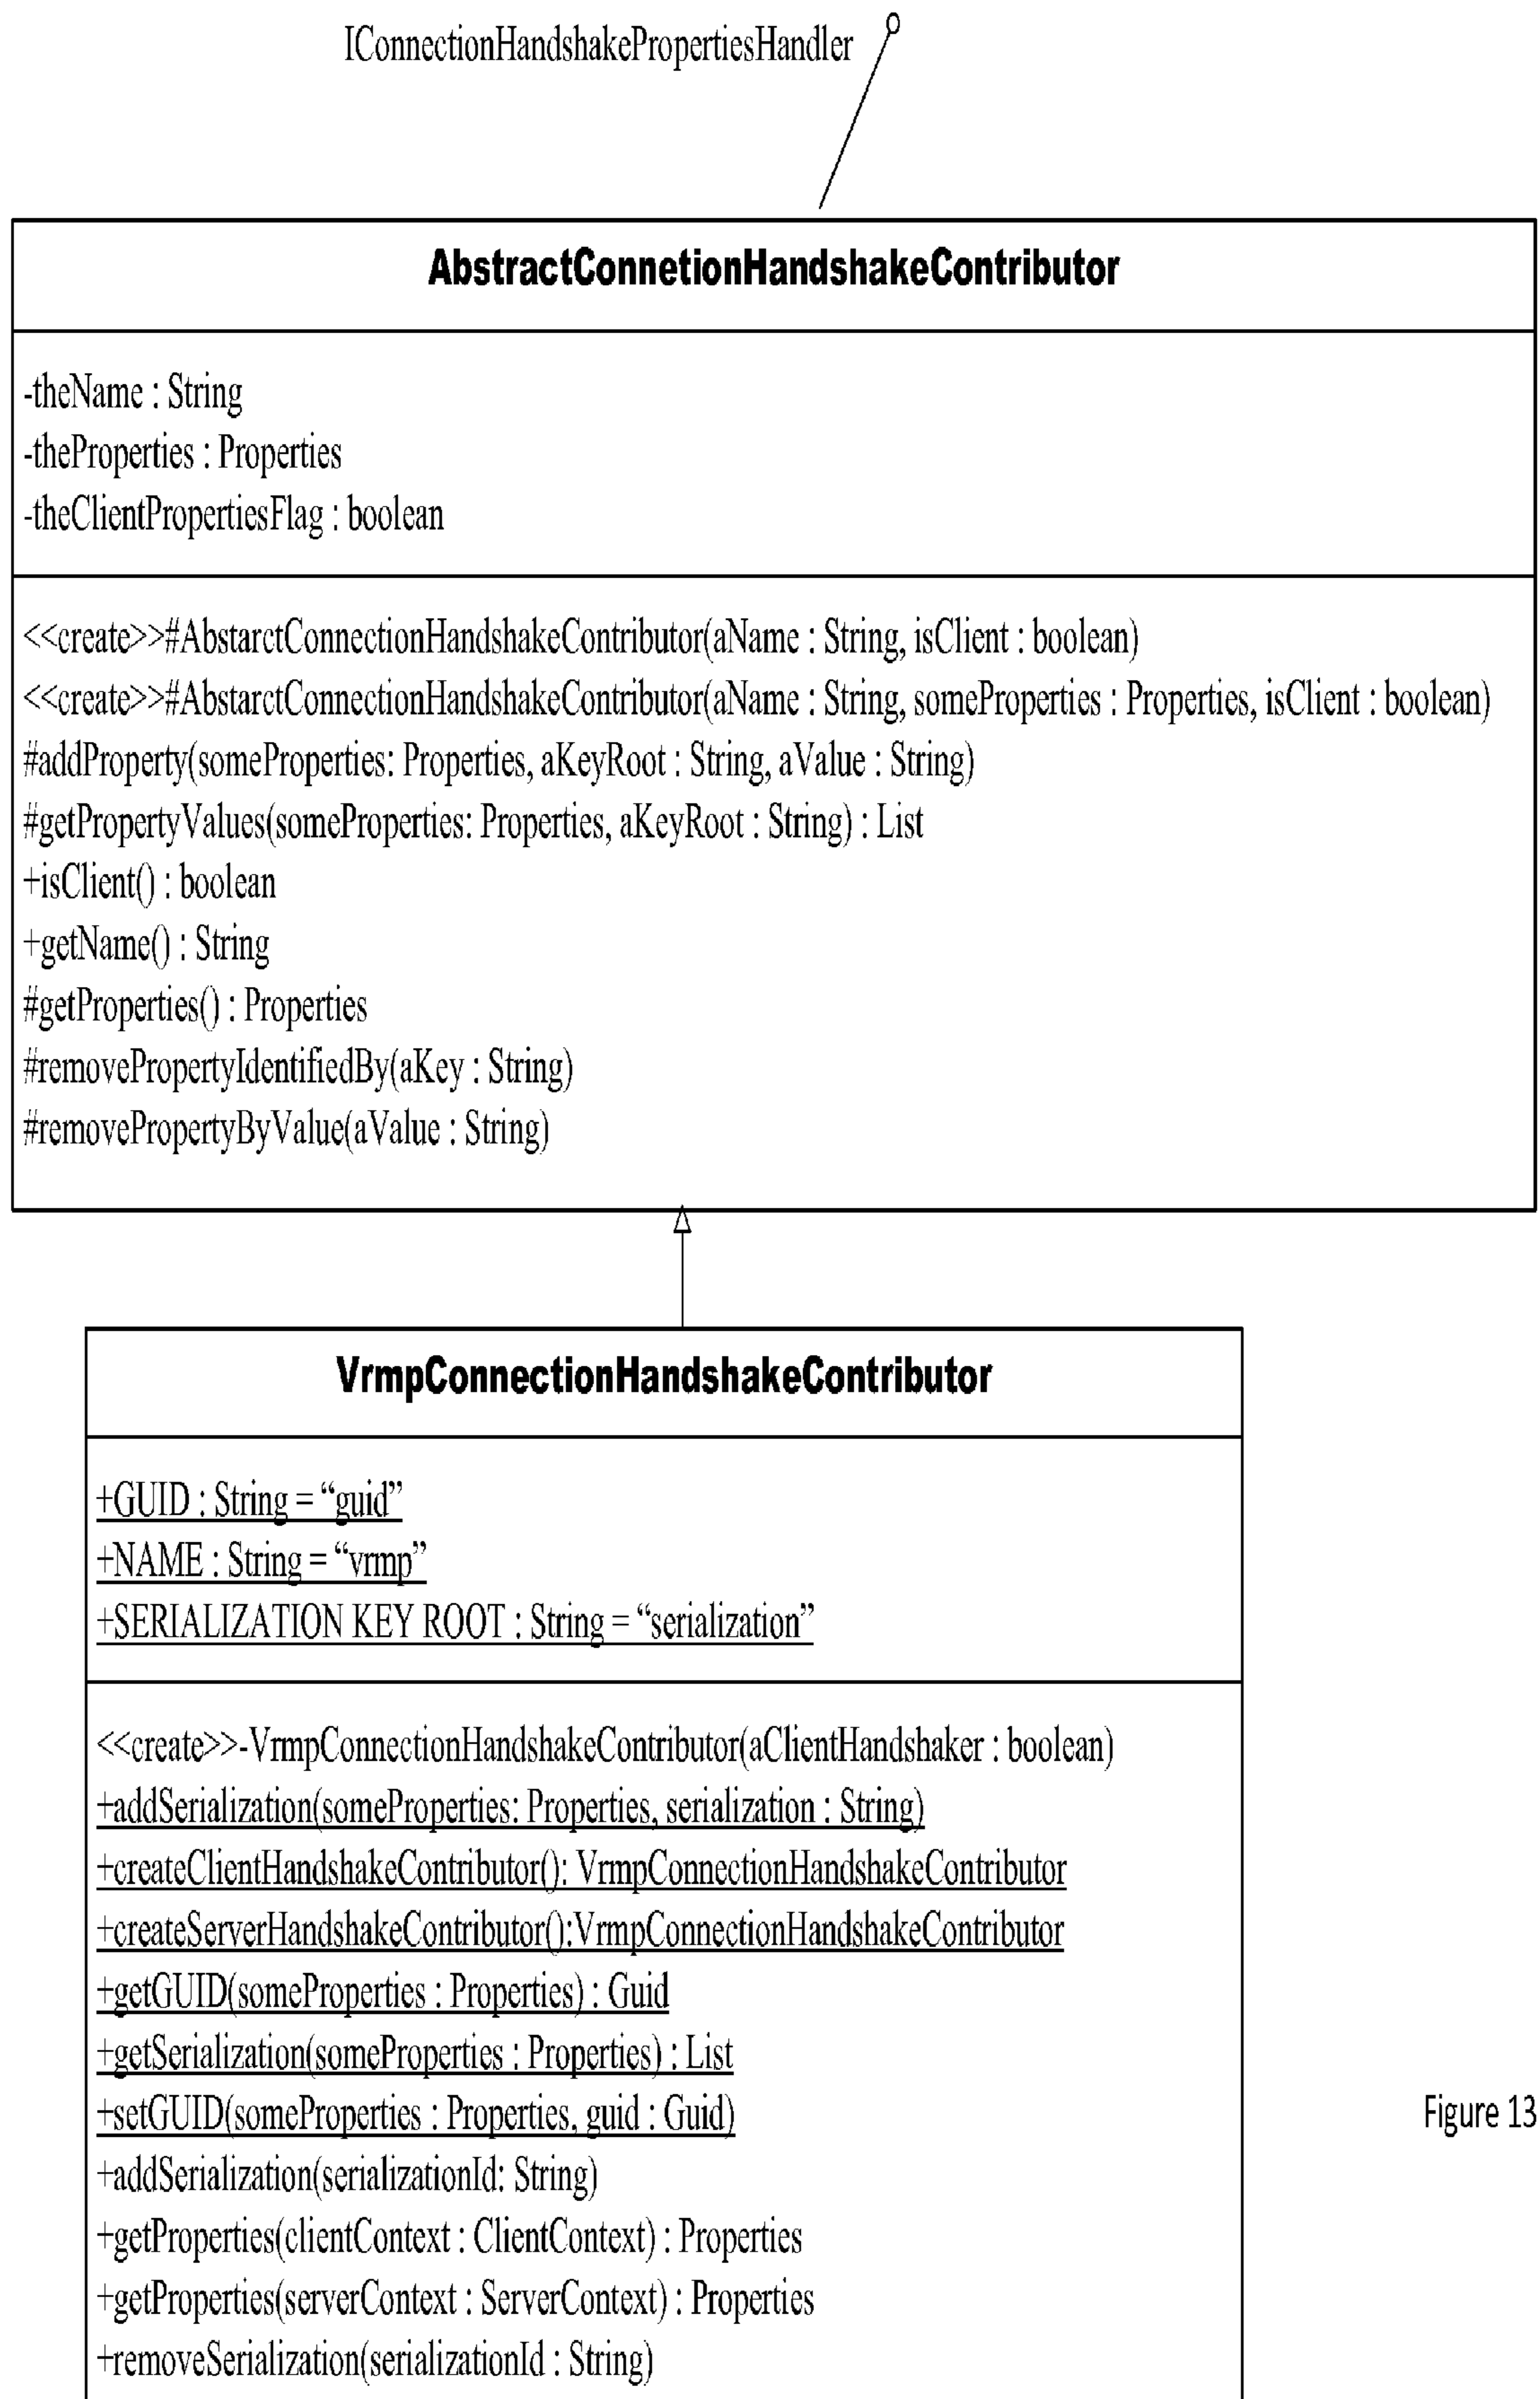 IConnectionHandshakePropertiesHandler
AbstractConnetionHandshakeContributor
-theName : String
-theProperties : Properties
-theClientPropertiesFlag : boolean
<<create>>#AbstarctConnectionHandshakeContributor(aName : String, isClient : boolean)
<<create>>#AbstarctConnectionHandshakeContributor(aName : String, someProperties : Properties, isClient : boolean)
#addProperty(someProperties: Properties, aKeyRoot : String, aValue : String)
#getPropertyValues(someProperties: Properties, aKeyRoot : String) : List
+isClient() : boolean
+getName() : String
#getProperties() : Properties
#removePropertyIdentifiedBy(aKey : String)
#removePropertyByValue(aValue : String)
VrmpConnectionHandshakeContributor
+GUID : String = “guid”
+NAME : String = “vrmp”
+SERIALIZATION KEY ROOT : String = “serialization”
<<create>>-VrmpConnectionHandshakeContributor(aClientHandshaker : boolean)
+addSerialization(someProperties: Properties, serialization : String)
+createClientHandshakeContributor(): VrmpConnectionHandshakeContributor
+createServerHandshakeContributor():VrmpConnectionHandshakeContributor
+getGUID(someProperties : Properties) : Guid
+getSerialization(someProperties : Properties) : List
+setGUID(someProperties : Properties, guid : Guid)
+addSerialization(serializationId: String)
+getProperties(clientContext : ClientContext) : Properties
+getProperties(serverContext : ServerContext) : Properties
+removeSerialization(serializationId : String)
Figure 13